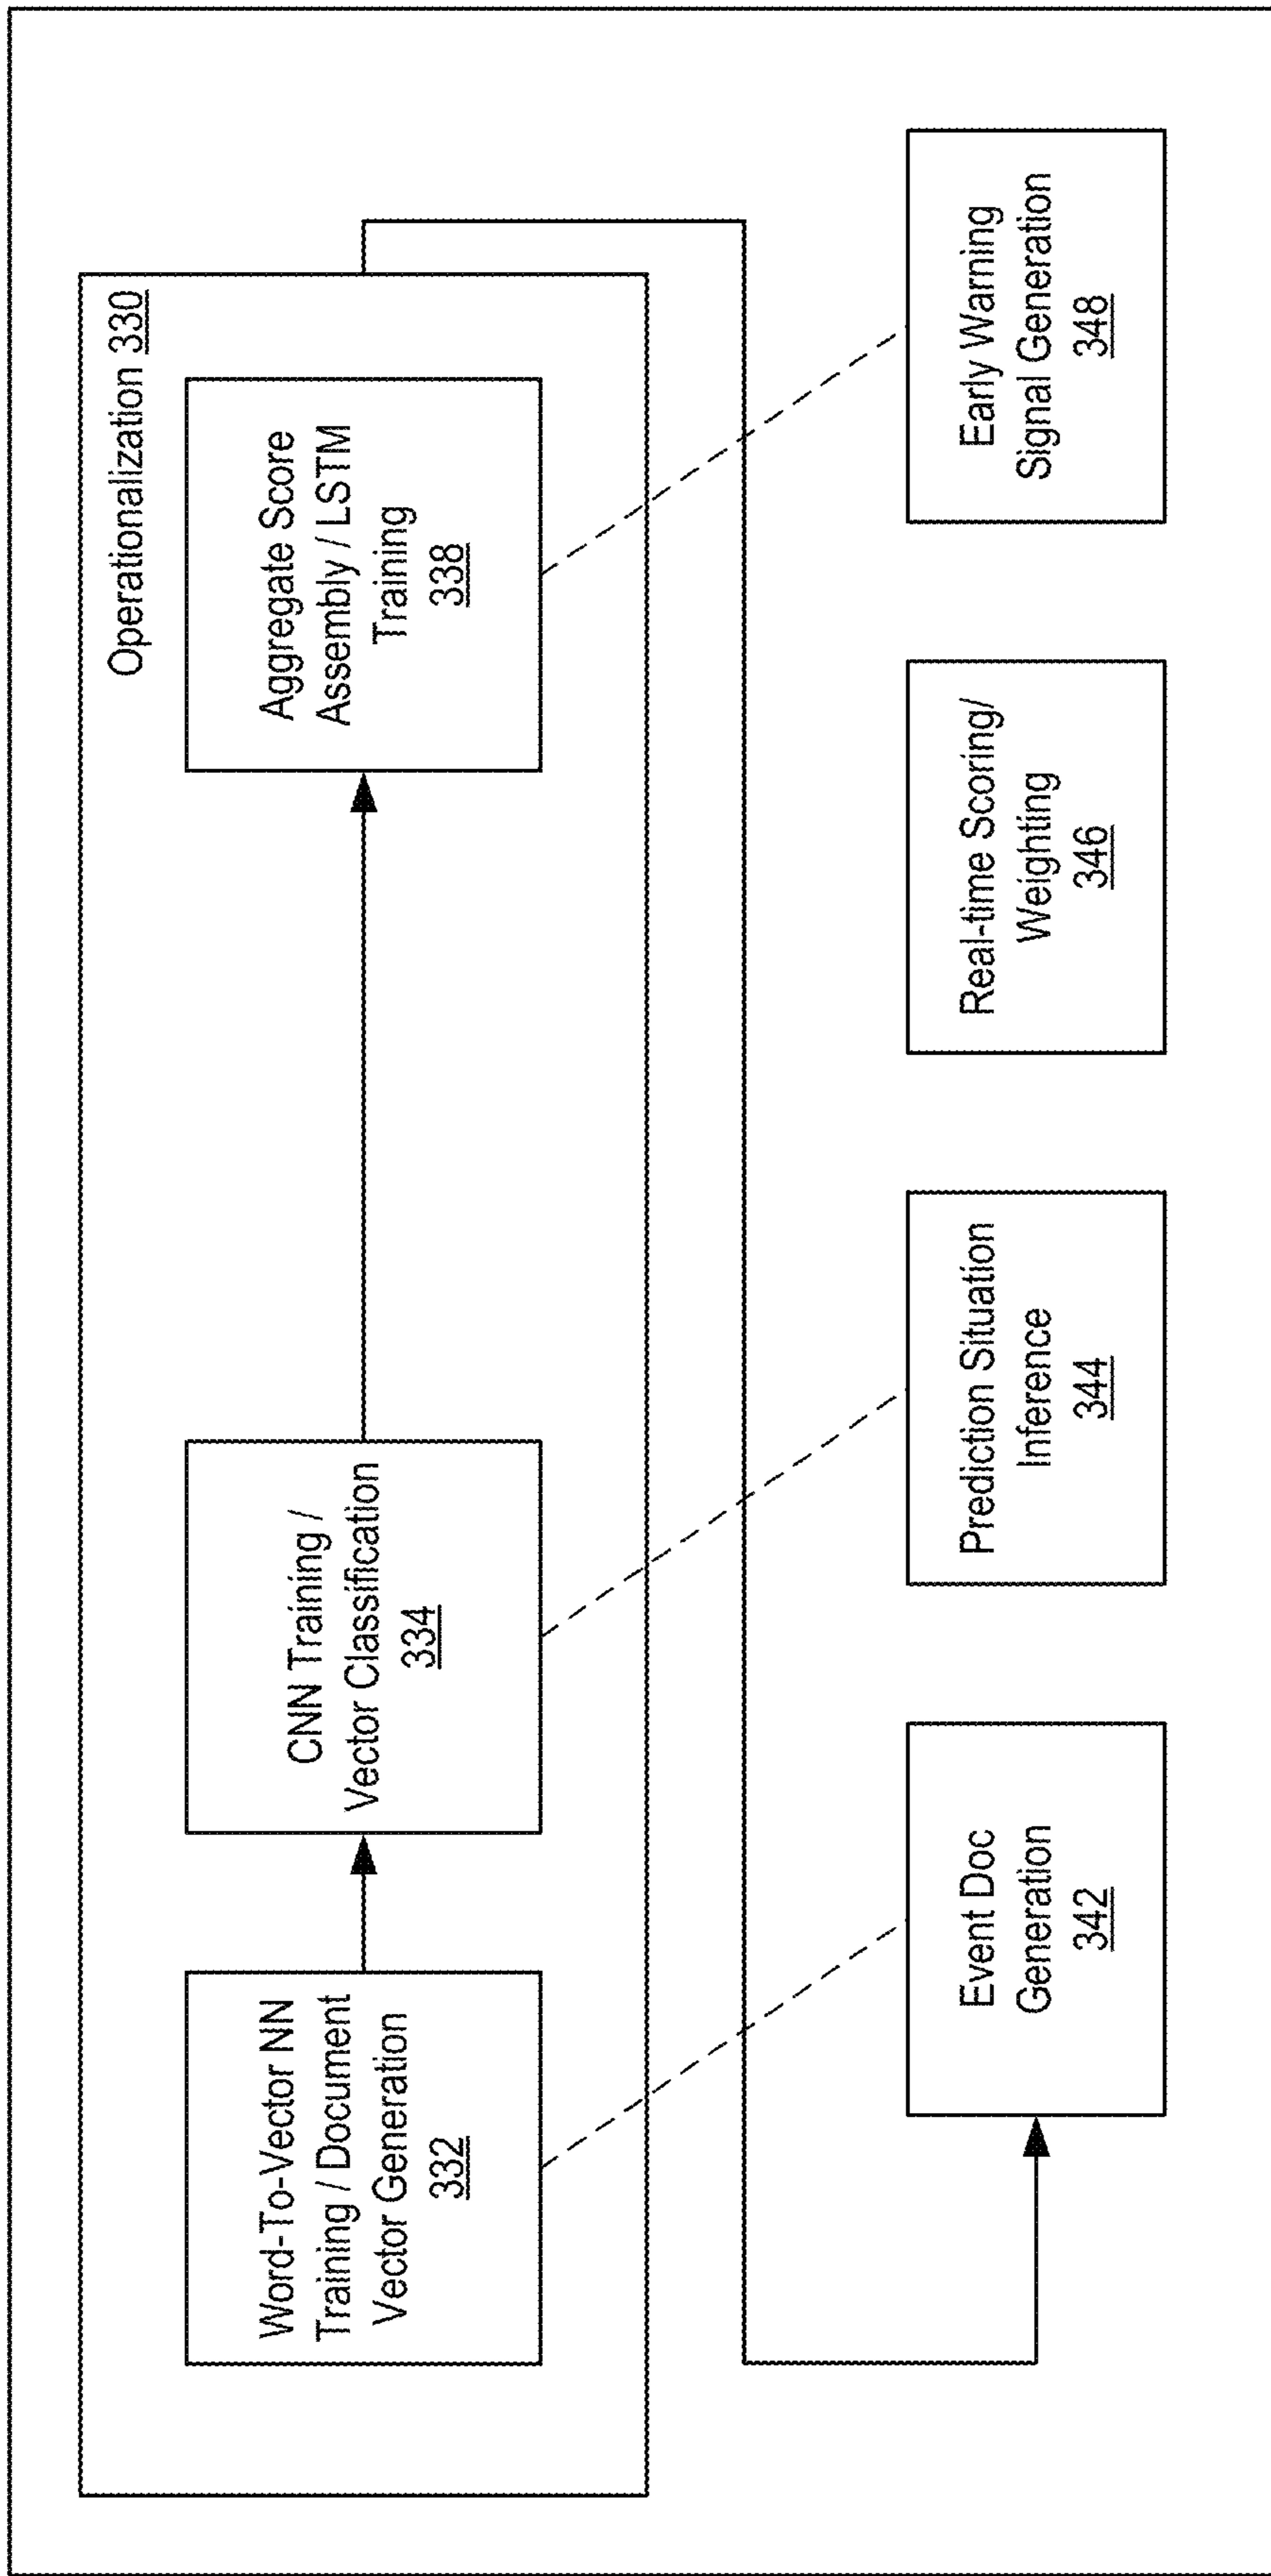 Operationalization 330
Word-To-Vector NN
Training / Document
Vector Generation
332
CNN Training /
Vector Classification
334
Aggregate Score
Assembly / LSTM
Training
338
Event Doc
Generation
342
Prediction Situation
Inference
344
Real-time Scoring/
Weighting
346
Early Warning
Signal Generation
348